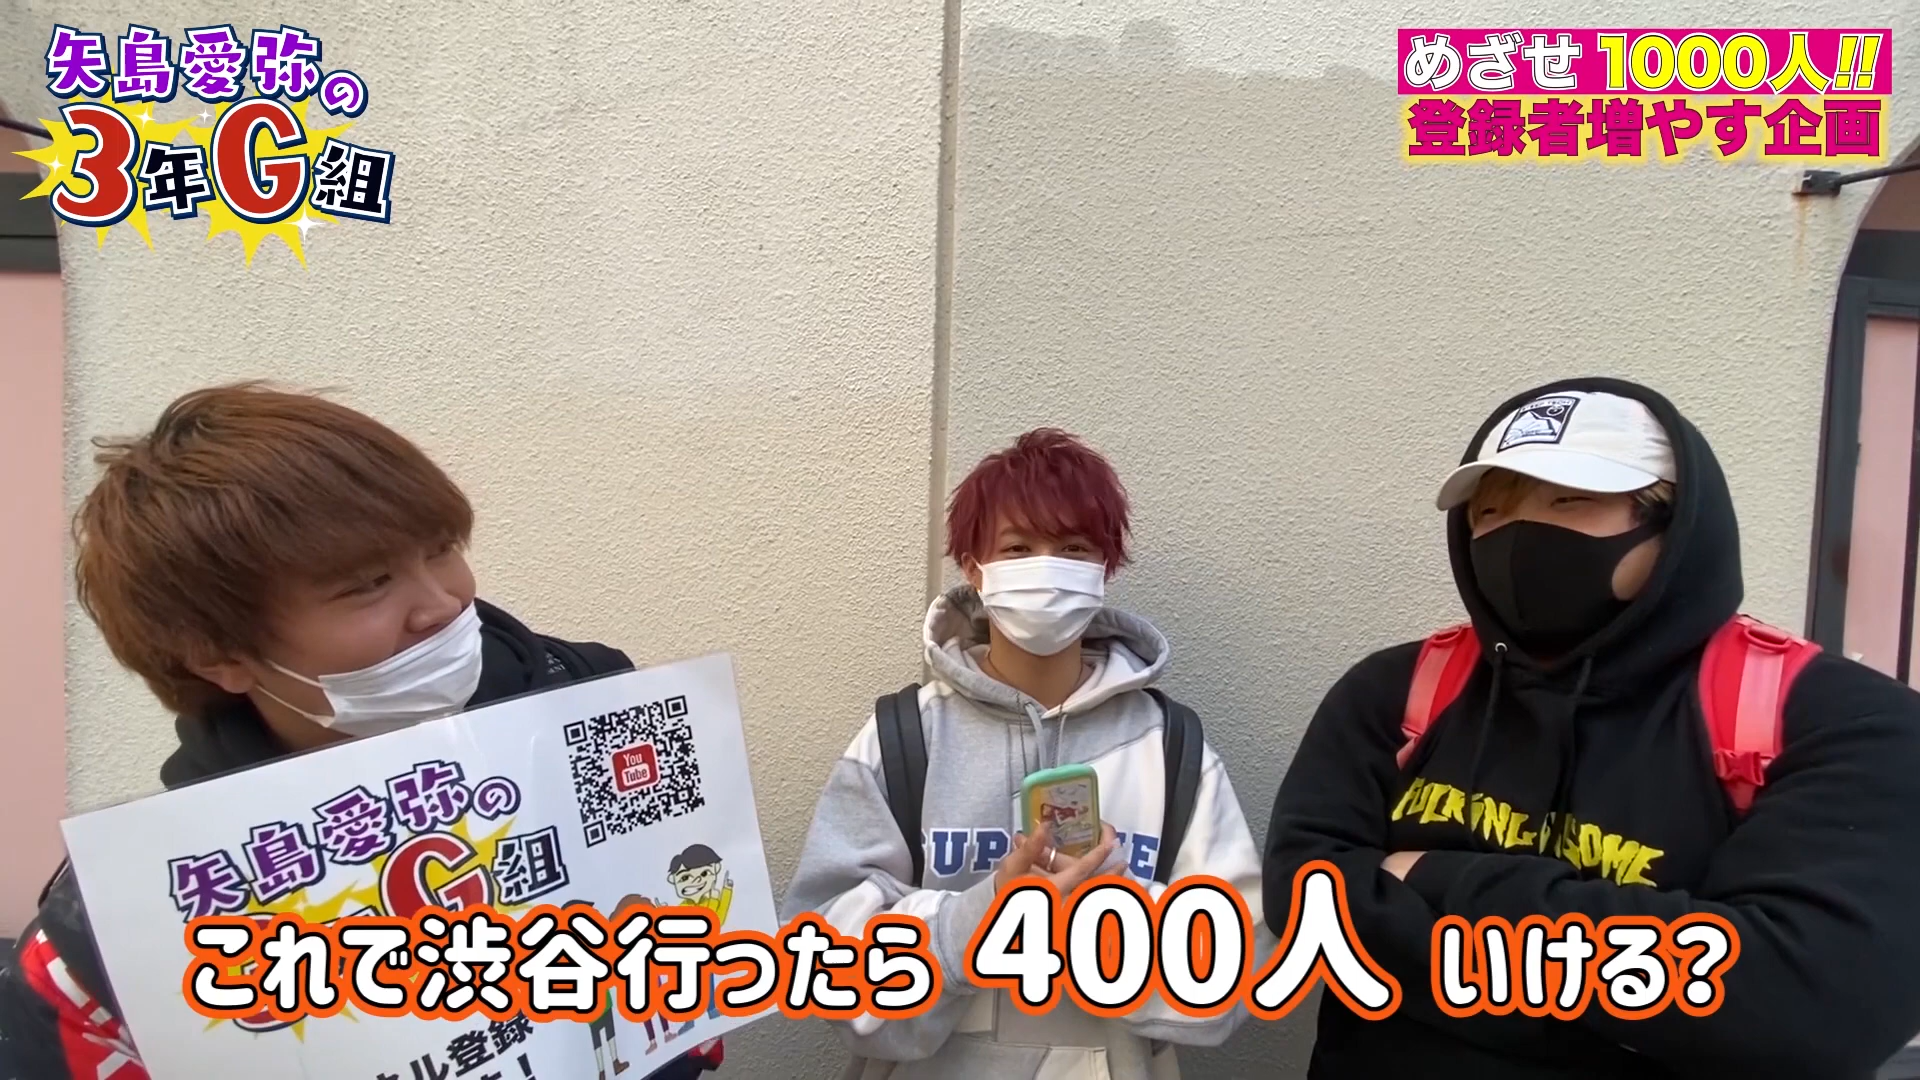 矢島愛弥の
3年G組
めざせ 1000人!!
登録者増やす企画
You
Tube
矢島愛弥の
G組
ル登録
これで渋谷行ったら 400人 いける?